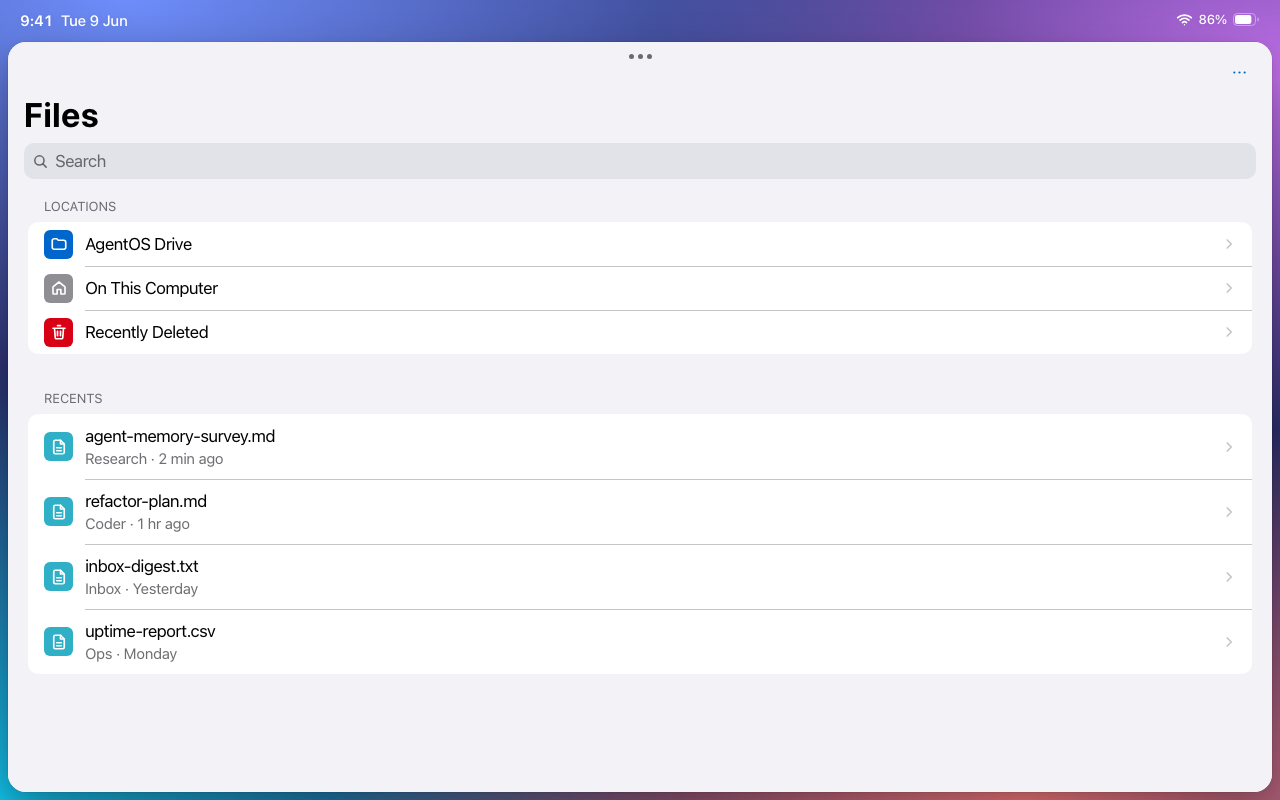 9:41 Tue 9 Jun
86%
Files
Search
LOCATIONS
AgentOS Drive
On This Computer
Recently Deleted
RECENTS
agent-memory-survey.md
Research · 2 min ago
refactor-plan.md
Coder · 1 hr ago
inbox-digest.txt
Inbox · Yesterday
uptime-report.csv
Ops · Monday